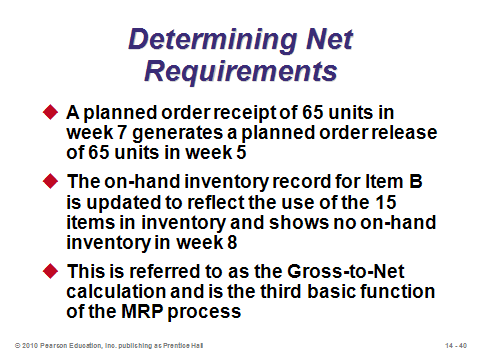 Determining Net
Requirements
A planned order receipt of 65 units in
week 7 generates a planned order release
of 65 units in week 5
The on-hand inventory record for Item B
is updated to reflect the use of the 15
items in inventory and shows no on-hand
inventory in week 8
This is referred to as the Gross-to-Net
calculation and is the third basic function
of the MRP process
© 2010 Pearson Education, Inc. publishing as Prentice Hall
14 - 40